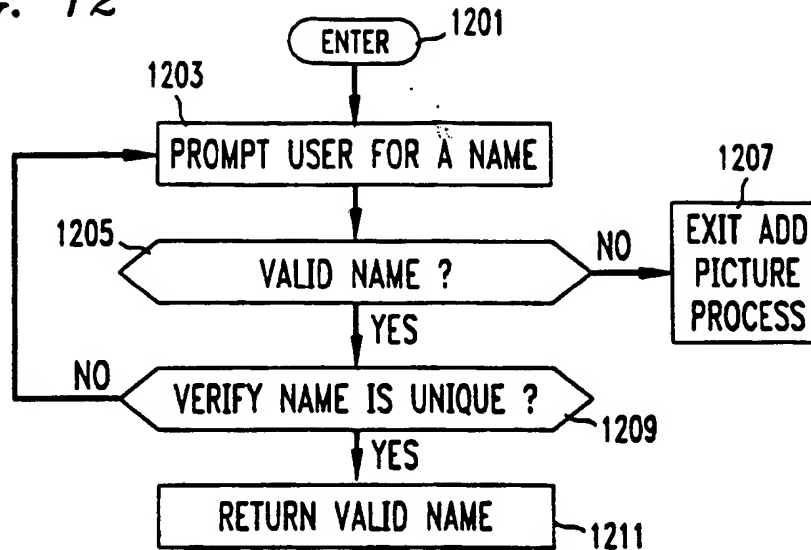 12
ENTER
1201
1203
PROMPT USER FOR A NAME
1205
VALID NAME ?
NO
1207
EXIT ADD
PICTURE
PROCESS
YES
NO
VERIFY NAME IS UNIQUE ?
1209
YES
RETURN VALID NAME
1211